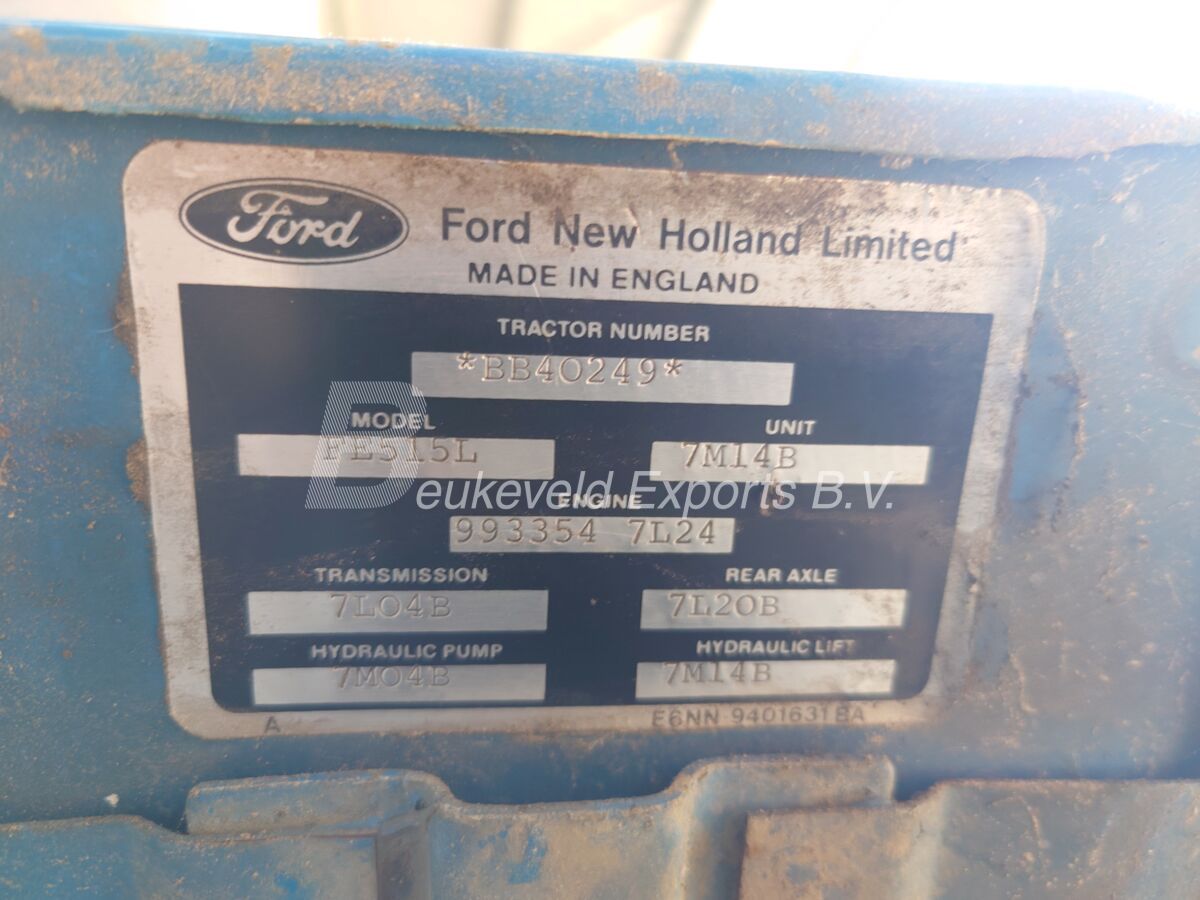 Ford
Ford New Holland Limited
MADE IN ENGLAND
TRACTOR NUMBER
*BB40249*
MODEL
UNIT
FE515L
7M14B
Beukeveld Exports B.V.
ENGINE
993354 7L24
TRANSMISSION
REAR AXLE
7L04B
7L20B
HYDRAULIC PUMP
HYDRAULIC LIFT
7M04B
7M14B
A
E6NN 9401631BA